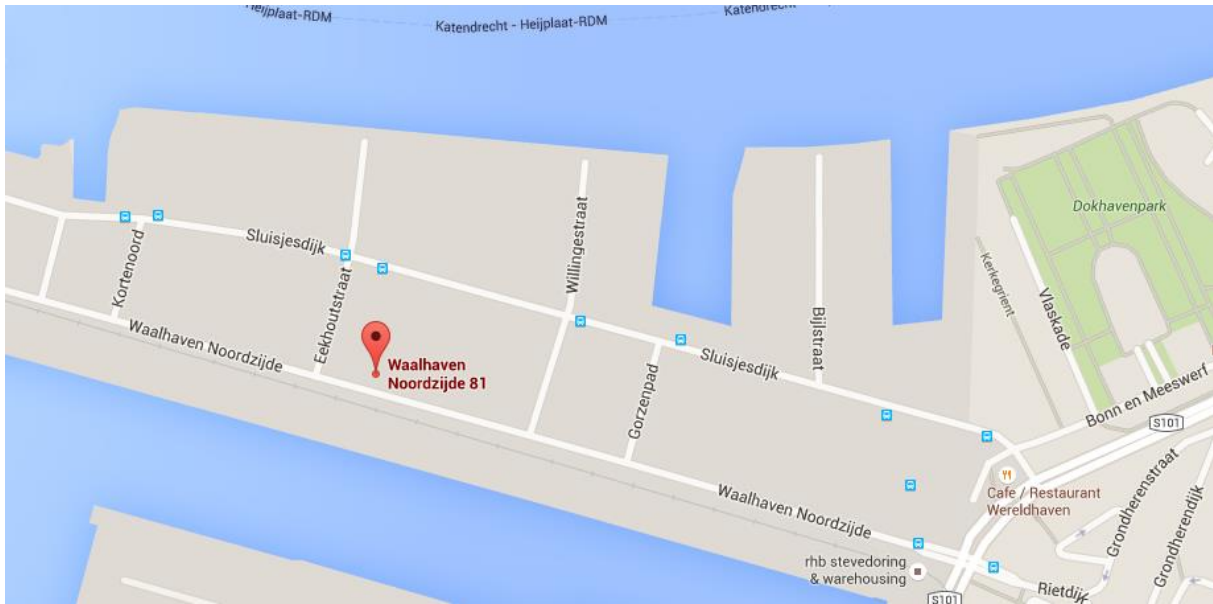 Heijplaat-RDM
Katendrecht - Heijplaat-RDM
Katendrecht
Dokhavenpark
Sluisjesdijk
Kortenoord
Eekhoutstraat
Willingestraat
Bijlstraat
Kerkegrient
Vlaskade
Waalhaven Noordzijde
Waalhaven
Noordzijde 81
Gorzenpad
Sluisjesdijk
Bonn en Meeswerf
S101
Cafe / Restaurant
Wereldhaven
Waalhaven Noordzijde
Grondherenstraat
Grondherendijk
rhb stevedoring
& warehousing
Rietdijk
S101